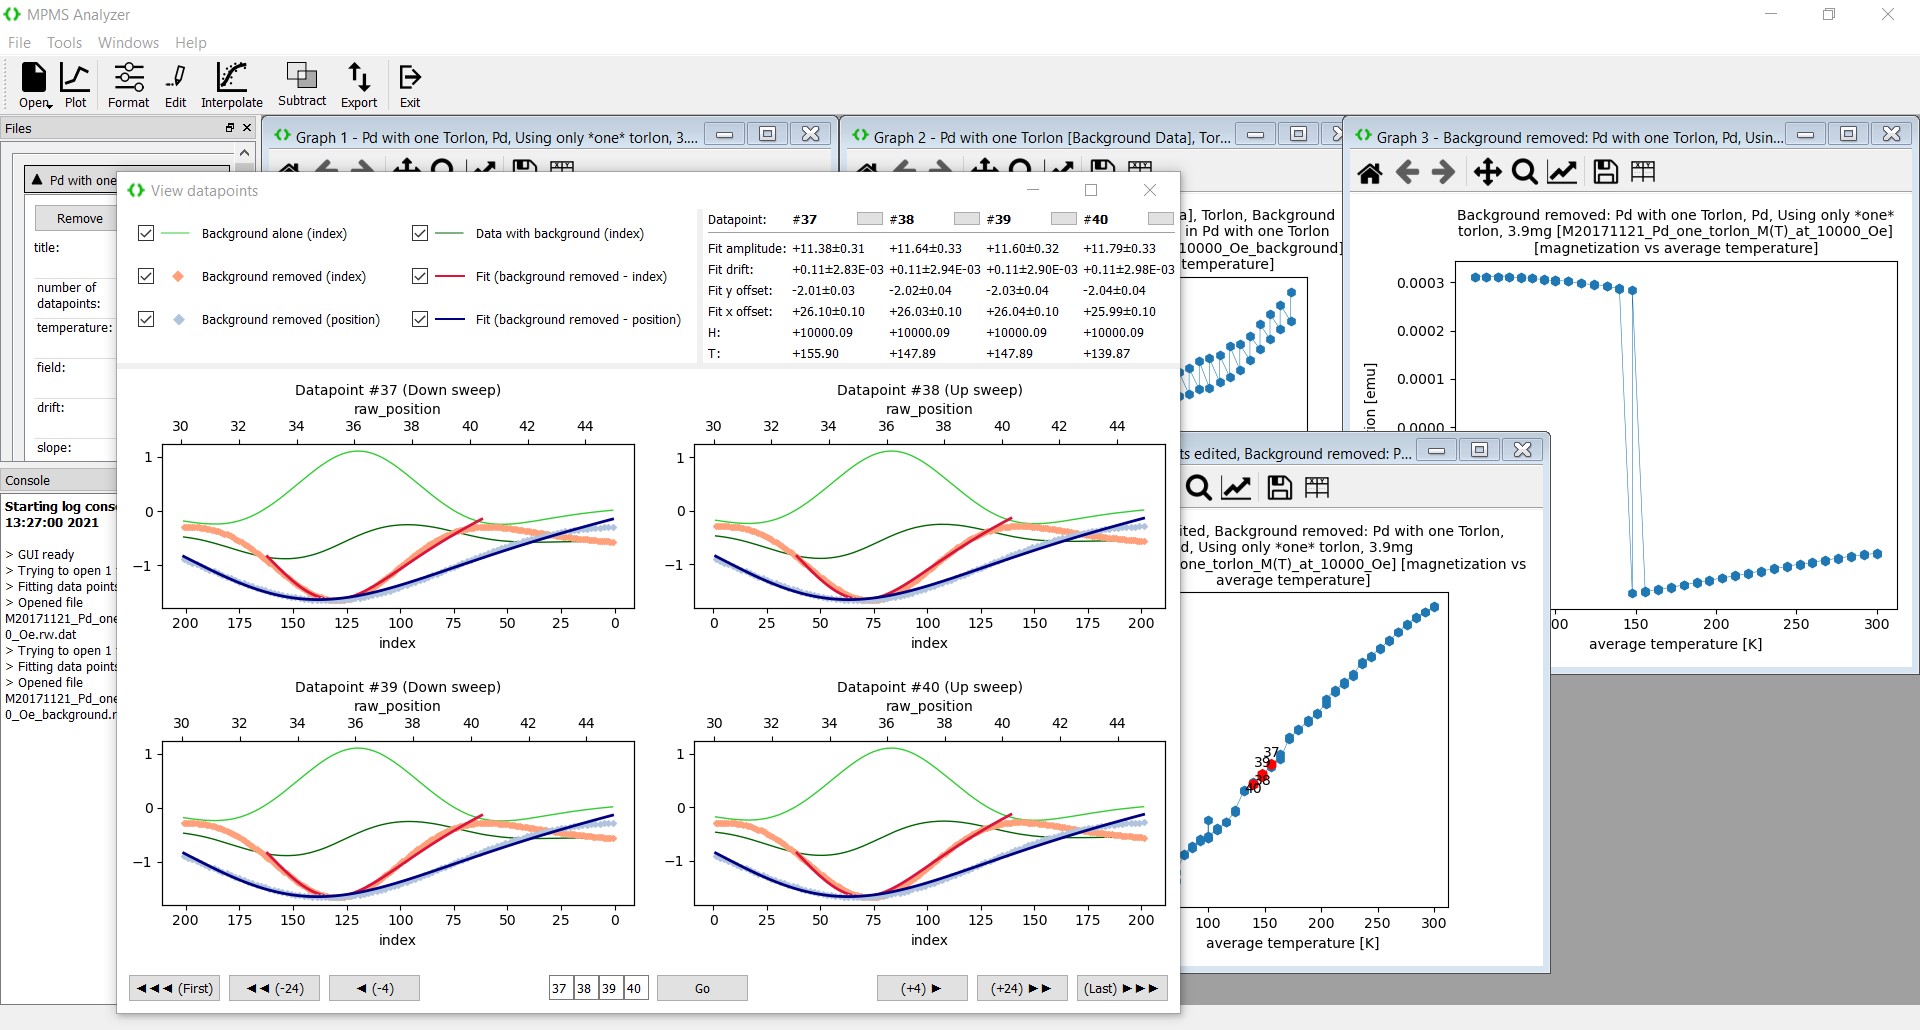 MPMS Analyzer
File Tools Windows Help
Open Plot Format Edit Interpolate Subtract Export Exit
Files
Pd with one
Remove
title:
number of
datapoints:
temperature:
field:
drift:
slope:
Console
Starting log cons
13:27:00 2021
> GUI ready
> Trying to open 1
> Fitting data points
> Opened file
M20171121_Pd_one
0_Oe.rw.dat
> Trying to open 1
> Fitting data points
> Opened file
M20171121_Pd_one
0_Oe_background.r
Graph 1 - Pd with one Torlon, Pd, Using only *one* torlon, 3....
Graph 2 - Pd with one Torlon [Background Data], Tor...
a], Torlon, Background
in Pd with one Torlon
10000_Oe_background]
temperature]
Graph 3 - Background removed: Pd with one Torlon, Pd, Usin...
Background removed: Pd with one Torlon, Pd, Using only *one*
torlon, 3.9mg [M20171121_Pd_one_torlon_M(T)_at_10000_Oe]
[magnetization vs average temperature]
0.0003
0.0002
0.0001
0.0000
ion [emu]
00 150 200 250 300
average temperature [K]
View datapoints
Background alone (index)
Data with background (index)
Background removed (index)
Fit (background removed - index)
Background removed (position)
Fit (background removed - position)
Datapoint: #37 #38 #39 #40
Fit amplitude: +11.38±0.31 +11.64±0.33 +11.60±0.32 +11.79±0.33
Fit drift: +0.11±2.83E-03 +0.11±2.94E-03 +0.11±2.90E-03 +0.11±2.98E-03
Fit y offset: -2.01±0.03 -2.02±0.04 -2.03±0.04 -2.04±0.04
Fit x offset: +26.10±0.10 +26.03±0.10 +26.04±0.10 +25.99±0.10
H: +10000.09 +10000.09 +10000.09 +10000.09
T: +155.90 +147.89 +147.89 +139.87
Datapoint #37 (Down sweep)
raw_position
30 32 34 36 38 40 42 44
1
0
−1
200 175 150 125 100 75 50 25 0
index
Datapoint #38 (Up sweep)
raw_position
30 32 34 36 38 40 42 44
1
0
−1
0 25 50 75 100 125 150 175 200
index
Datapoint #39 (Down sweep)
raw_position
30 32 34 36 38 40 42 44
1
0
−1
200 175 150 125 100 75 50 25 0
index
Datapoint #40 (Up sweep)
raw_position
30 32 34 36 38 40 42 44
1
0
−1
0 25 50 75 100 125 150 175 200
index
(First) (-24) (-4) 37 38 39 40 Go (+4) (+24) (Last)
ts edited, Background removed: P...
ited, Background removed: Pd with one Torlon,
d, Using only *one* torlon, 3.9mg
one_torlon_M(T)_at_10000_Oe] [magnetization vs
average temperature]
37
39
38
40
100 150 200 250 300
average temperature [K]